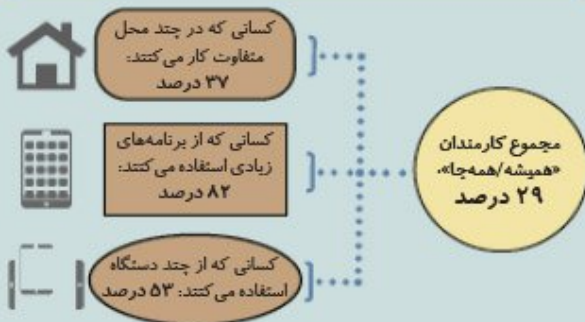 کسانی که در چند محل
متفاوت کار می‌کنند:
۳۷ درصد
کسانی که از برنامه‌های
زیادی استفاده می‌کنند:
۸۲ درصد
کسانی که از چند دستگاه
استفاده می‌کنند: ۵۳ درصد
مجموع کارمندان
«همیشه/همه‌جا».
۲۹ درصد